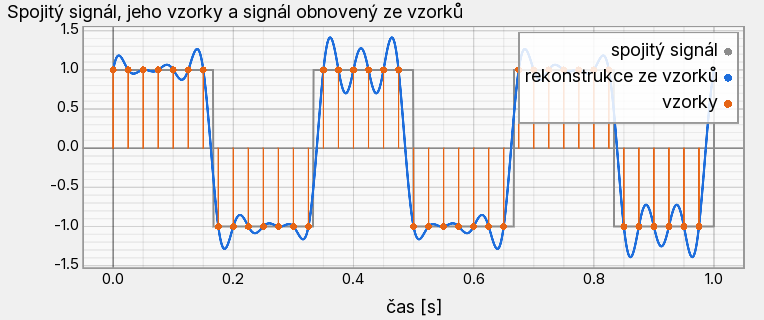 Spojitý signál, jeho vzorky a signál obnovený ze vzorků
1.5
1.0
0.5
0.0
-0.5
-1.0
-1.5
spojitý signál
rekonstrukce ze vzorků
vzorky
0.0 0.2 0.4 0.6 0.8 1.0
čas [s]